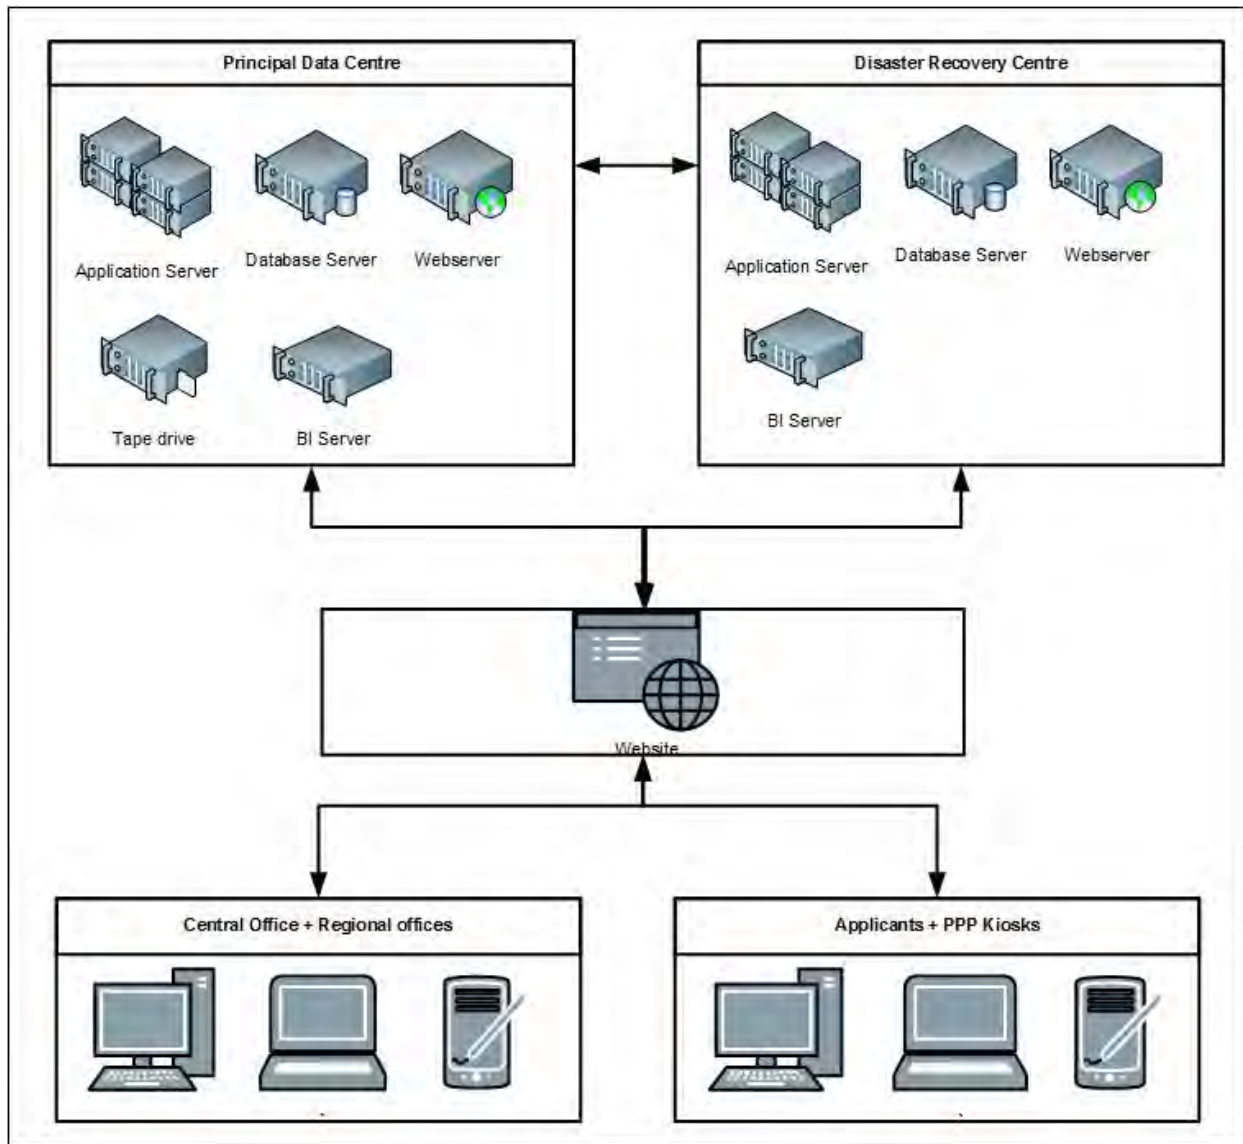 Principal Data Centre
Disaster Recovery Centre
Application Server
Database Server
Webserver
Application Server
Database Server
Webserver
Tape drive
BI Server
BI Server
Website
Central Office + Regional offices
Applicants + PPP Kiosks